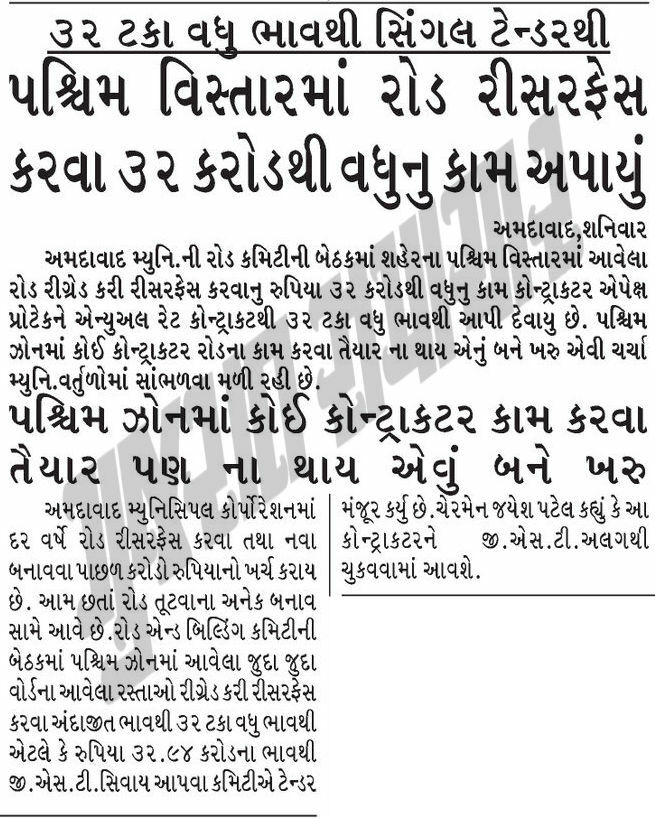 ૩૨ ટકા વધુ ભાવથી સિંગલ ટેન્ડરથી
પશ્ચિમ વિસ્તારમાં રોડ રીસરફેસ
કરવા ૩૨ કરોડથી વધુનુ કામ અપાયું
અમદાવાદ,શનિવાર
અમદાવાદ મ્યુનિ.ની રોડ કમિટીની બેઠકમાં શહેરના પશ્ચિમ વિસ્તારમાં આવેલા
રોડ રીગ્રેડ કરી રીસરફેસ કરવાનુ રુપિયા ૩૨ કરોડથી વધુનુ કામ કોન્ટ્રાકટર એપેક્ષ
પ્રોટેકને એન્યુઅલ રેટ કોન્ટ્રાકટથી ૩૨ ટકા વધુ ભાવથી આપી દેવાયુ છે. પશ્ચિમ
ઝોનમાં કોઈ કોન્ટ્રાકટર રોડના કામ કરવા તૈયાર ના થાય એનું બને ખરુ એવી ચર્ચા
મ્યુનિ.વર્તુળોમાં સાંભળવા મળી રહી છે.
પશ્ચિમ ઝોનમાં કોઈ કોન્ટ્રાકટર કામ કરવા
તૈયાર પણ ના થાય એવું બને ખરુ
અમદાવાદ મ્યુનિસિપલ કોર્પોરેશનમાં
દર વર્ષે રોડ રીસરફેસ કરવા તથા નવા
બનાવવા પાછળ કરોડો રુપિયાનો ખર્ચ કરાય
છે. આમ છતાં રોડ તૂટવાના અનેક બનાવ
સામે આવે છે.રોડ એન્ડ બિલ્ડિંગ કમિટીની
બેઠકમાં પશ્ચિમ ઝોનમાં આવેલા જુદા જુદા
વોર્ડના આવેલા રસ્તાઓ રીગ્રેડ કરી રીસરફેસ
કરવા અંદાજીત ભાવથી ૩૨ ટકા વધુ ભાવથી
એટલે કે રુપિયા ૩૨.૯૪ કરોડના ભાવથી
જી.એસ.ટી.સિવાય આપવા કમિટીએ ટેન્ડર
મંજૂર કર્યુ છે.ચેરમેન જયેશ પટેલ કહ્યું કે આ
કોન્ટ્રાકટરને જી.એસ.ટી.અલગથી
ચુકવવામાં આવશે.